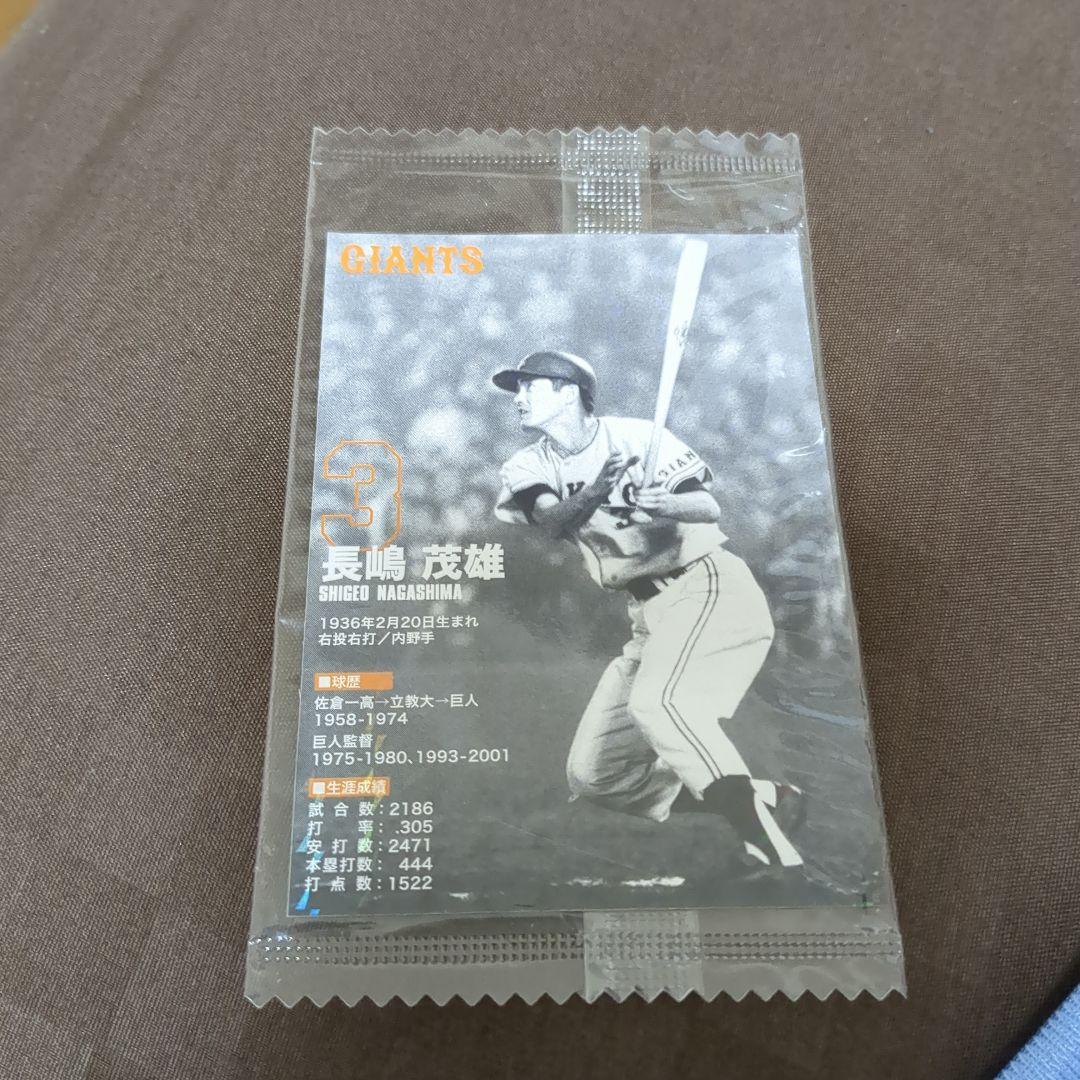 GIANTS
GIAN
3
3
長嶋 茂雄
SHIGEO NAGASHIMA
1936年2月20日生まれ
右投右打／内野手
■球歴
佐倉一高→立教大→巨人
1958-1974
巨人監督
1975-1980、1993-2001
■生涯成績
試合数：2186
打率：.305
安打数：2471
本塁打数：444
打点数：1522